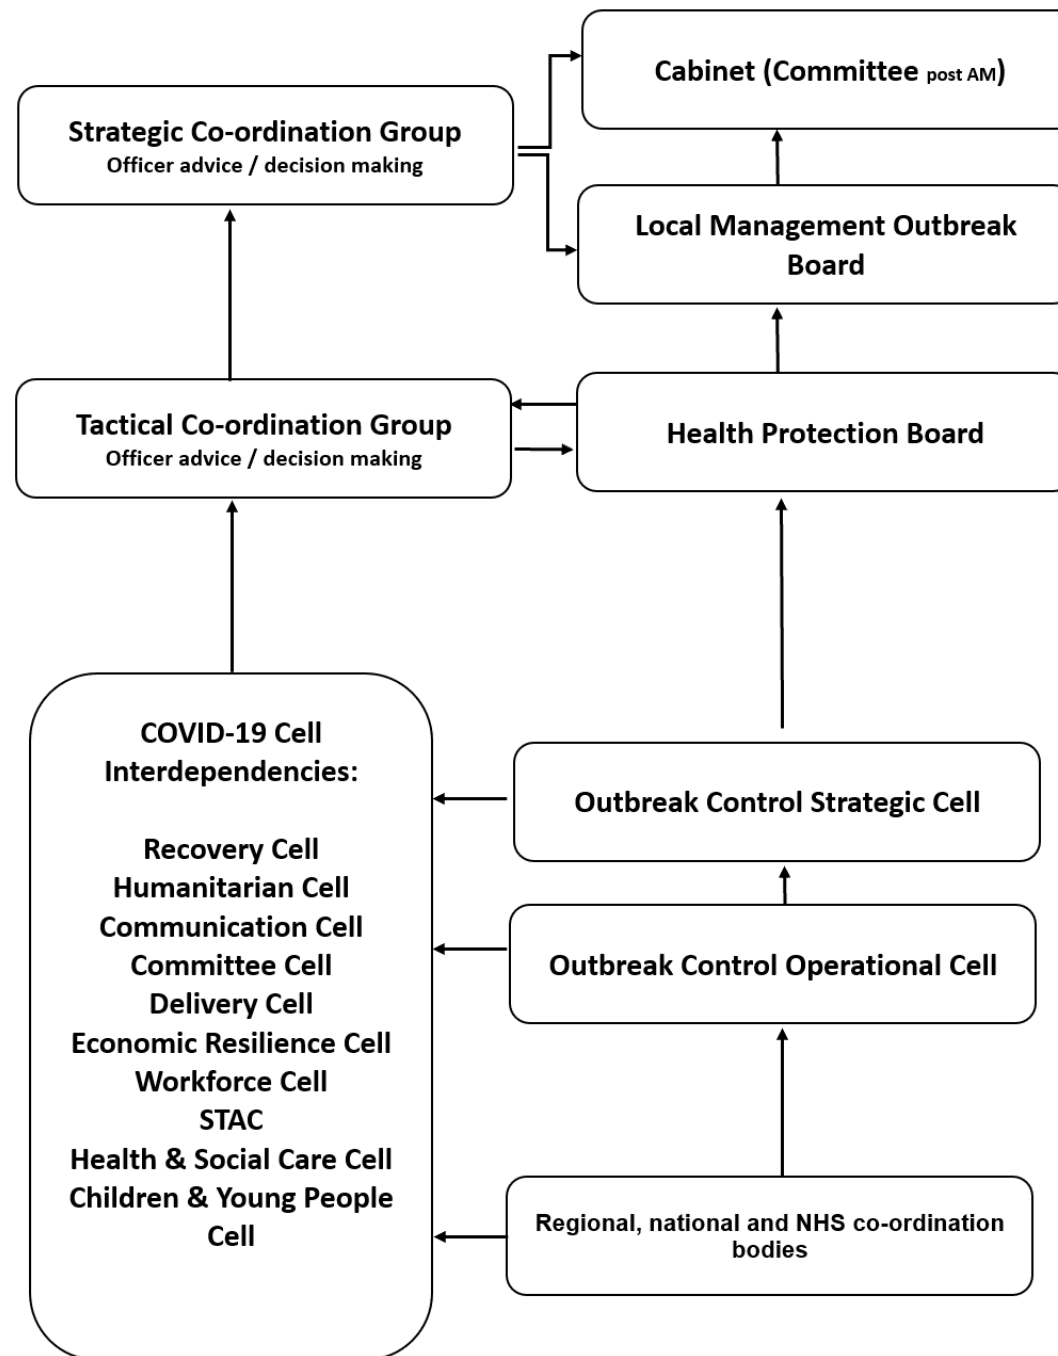 Cabinet (Committee post AM)
Strategic Co-ordination Group
Officer advice / decision making
Local Management Outbreak
Board
Tactical Co-ordination Group
Officer advice / decision making
Health Protection Board
COVID-19 Cell
Interdependencies:
Recovery Cell
Humanitarian Cell
Communication Cell
Committee Cell
Delivery Cell
Economic Resilience Cell
Workforce Cell
STAC
Health & Social Care Cell
Children & Young People
Cell
Outbreak Control Strategic Cell
Outbreak Control Operational Cell
Regional, national and NHS co-ordination
bodies